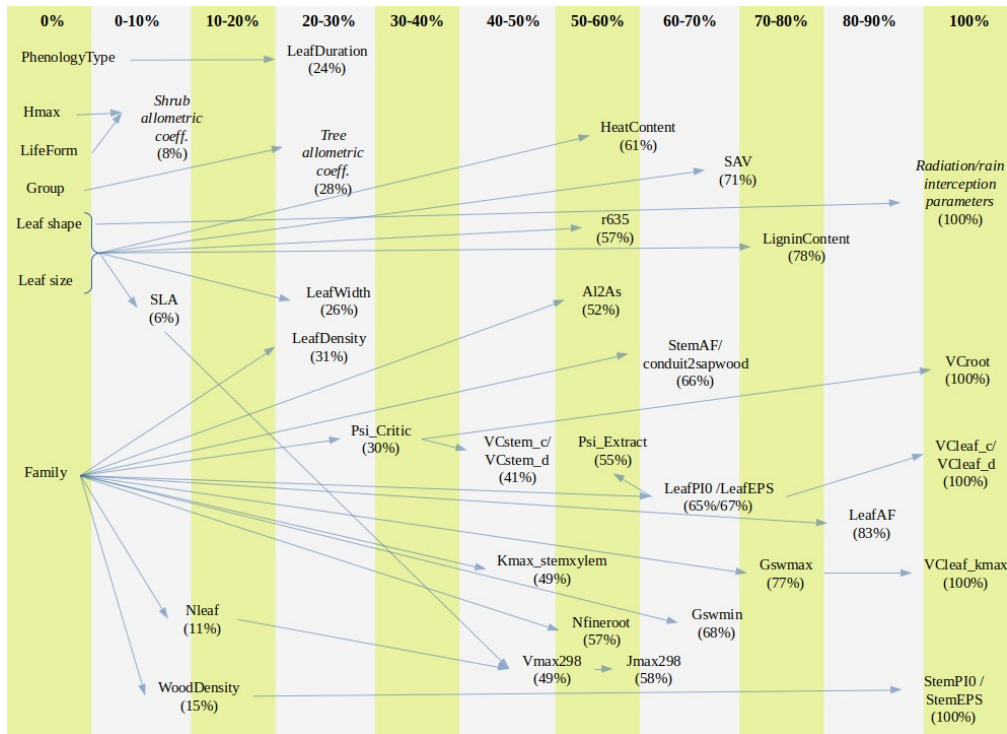 0% 0-10% 10-20% 20-30% 30-40% 40-50% 50-60% 60-70% 70-80% 80-90% 100%
PhenologyType
LeafDuration
(24%)
Hmax
LifeForm
Shrub
allometric
coeff.
(8%)
Group
Tree
allometric
coeff.
(28%)
HeatContent
(61%)
SAV
(71%)
Radiation/rain
interception
parameters
(100%)
Leaf shape
Leaf size
r635
(57%)
LigninContent
(78%)
SLA
(6%)
LeafWidth
(26%)
Al2As
(52%)
LeafDensity
(31%)
StemAF/
conduit2sapwood
(66%)
VCroot
(100%)
Family
Psi_Critic
(30%)
VCstem_c/
VCstem_d
(41%)
Psi_Extract
(55%)
LeafPI0 /LeafEPS
(65%/67%)
VCleaf_c/
VCleaf_d
(100%)
LeafAF
(83%)
Kmax_stemxylem
(49%)
Gswmax
(77%)
VCleaf_kmax
(100%)
Nleaf
(11%)
Nfineroot
(57%)
Gswmin
(68%)
Vmax298
(49%)
Jmax298
(58%)
WoodDensity
(15%)
StemPI0 /
StemEPS
(100%)